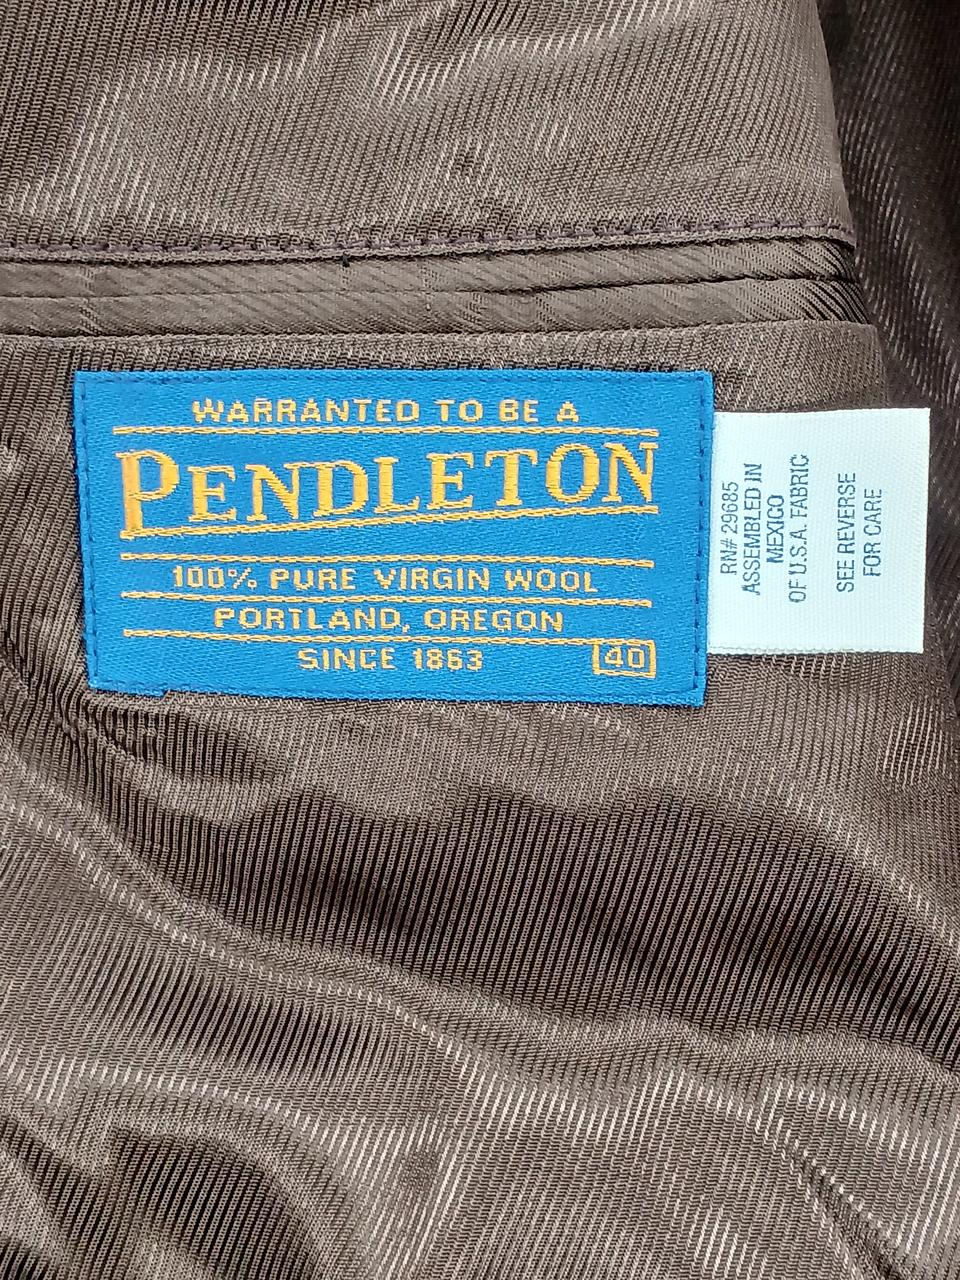 WARRANTED TO BE A
PENDLETON
100% PURE VIRGIN WOOL
PORTLAND, OREGON
SINCE 1863
40
RN# 29685
ASSEMBLED IN
MEXICO
OF U.S.A. FABRIC
SEE REVERSE
FOR CARE